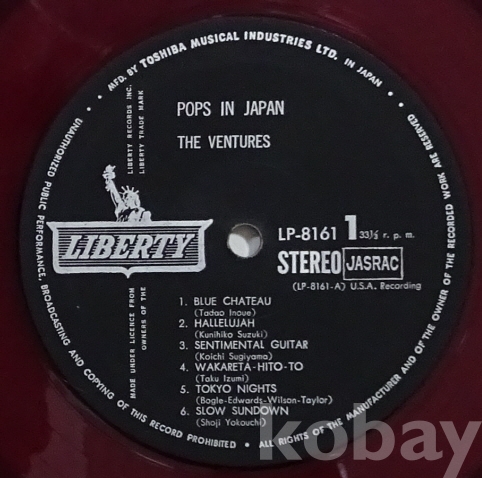 MFD. BY TOSHIBA MUSICAL INDUSTRIES LTD. IN JAPAN
POPS IN JAPAN
THE VENTURES
LIBERTY RECORDS INC.
LIBERTY TRADE MARK
LIBERTY
MADE UNDER LICENCE FROM
OWNERS OF THE
LP-8161 1 33⅓ r. p. m.
STEREO JASRAC
(LP-8161-A) U.S.A. Recording
1. BLUE CHATEAU
(Tadao Inoue)
2. HALLELUJAH
(Kunihiko Suzuki)
3. SENTIMENTAL GUITAR
(Koichi Sugiyama)
4. WAKARETA-HITO-TO
(Taku Izumi)
5. TOKYO NIGHTS
(Bogle-Edwards-Wilson-Taylor)
6. SLOW SUNDOWN
(Shoji Yokouchi)
ALL RIGHTS OF THE MANUFACTURER AND OF THE OWNER OF THE RECORDED WORK ARE RESERVED
UNAUTHORIZED PUBLIC PERFORMANCE, BROADCASTING AND COPYING OF THIS RECORD PROHIBITED
kobay